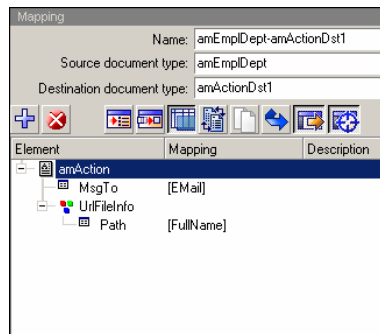 Mapping
Name: amEmplDept-amActionDst1
Source document type: amEmplDept
Destination document type: amActionDst1
Element Mapping Description
amAction
MsgTo [EMail]
UrlFileInfo
Path [FullName]